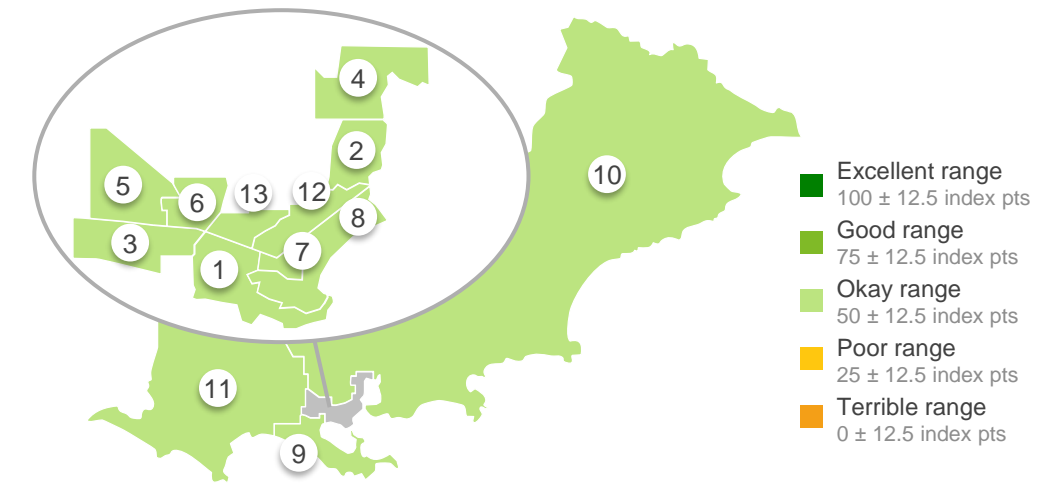 4
2
5
6
13
12
10
8
3
7
1
11
9
Excellent range
100 ± 12.5 index pts
Good range
75 ± 12.5 index pts
Okay range
50 ± 12.5 index pts
Poor range
25 ± 12.5 index pts
Terrible range
0 ± 12.5 index pts